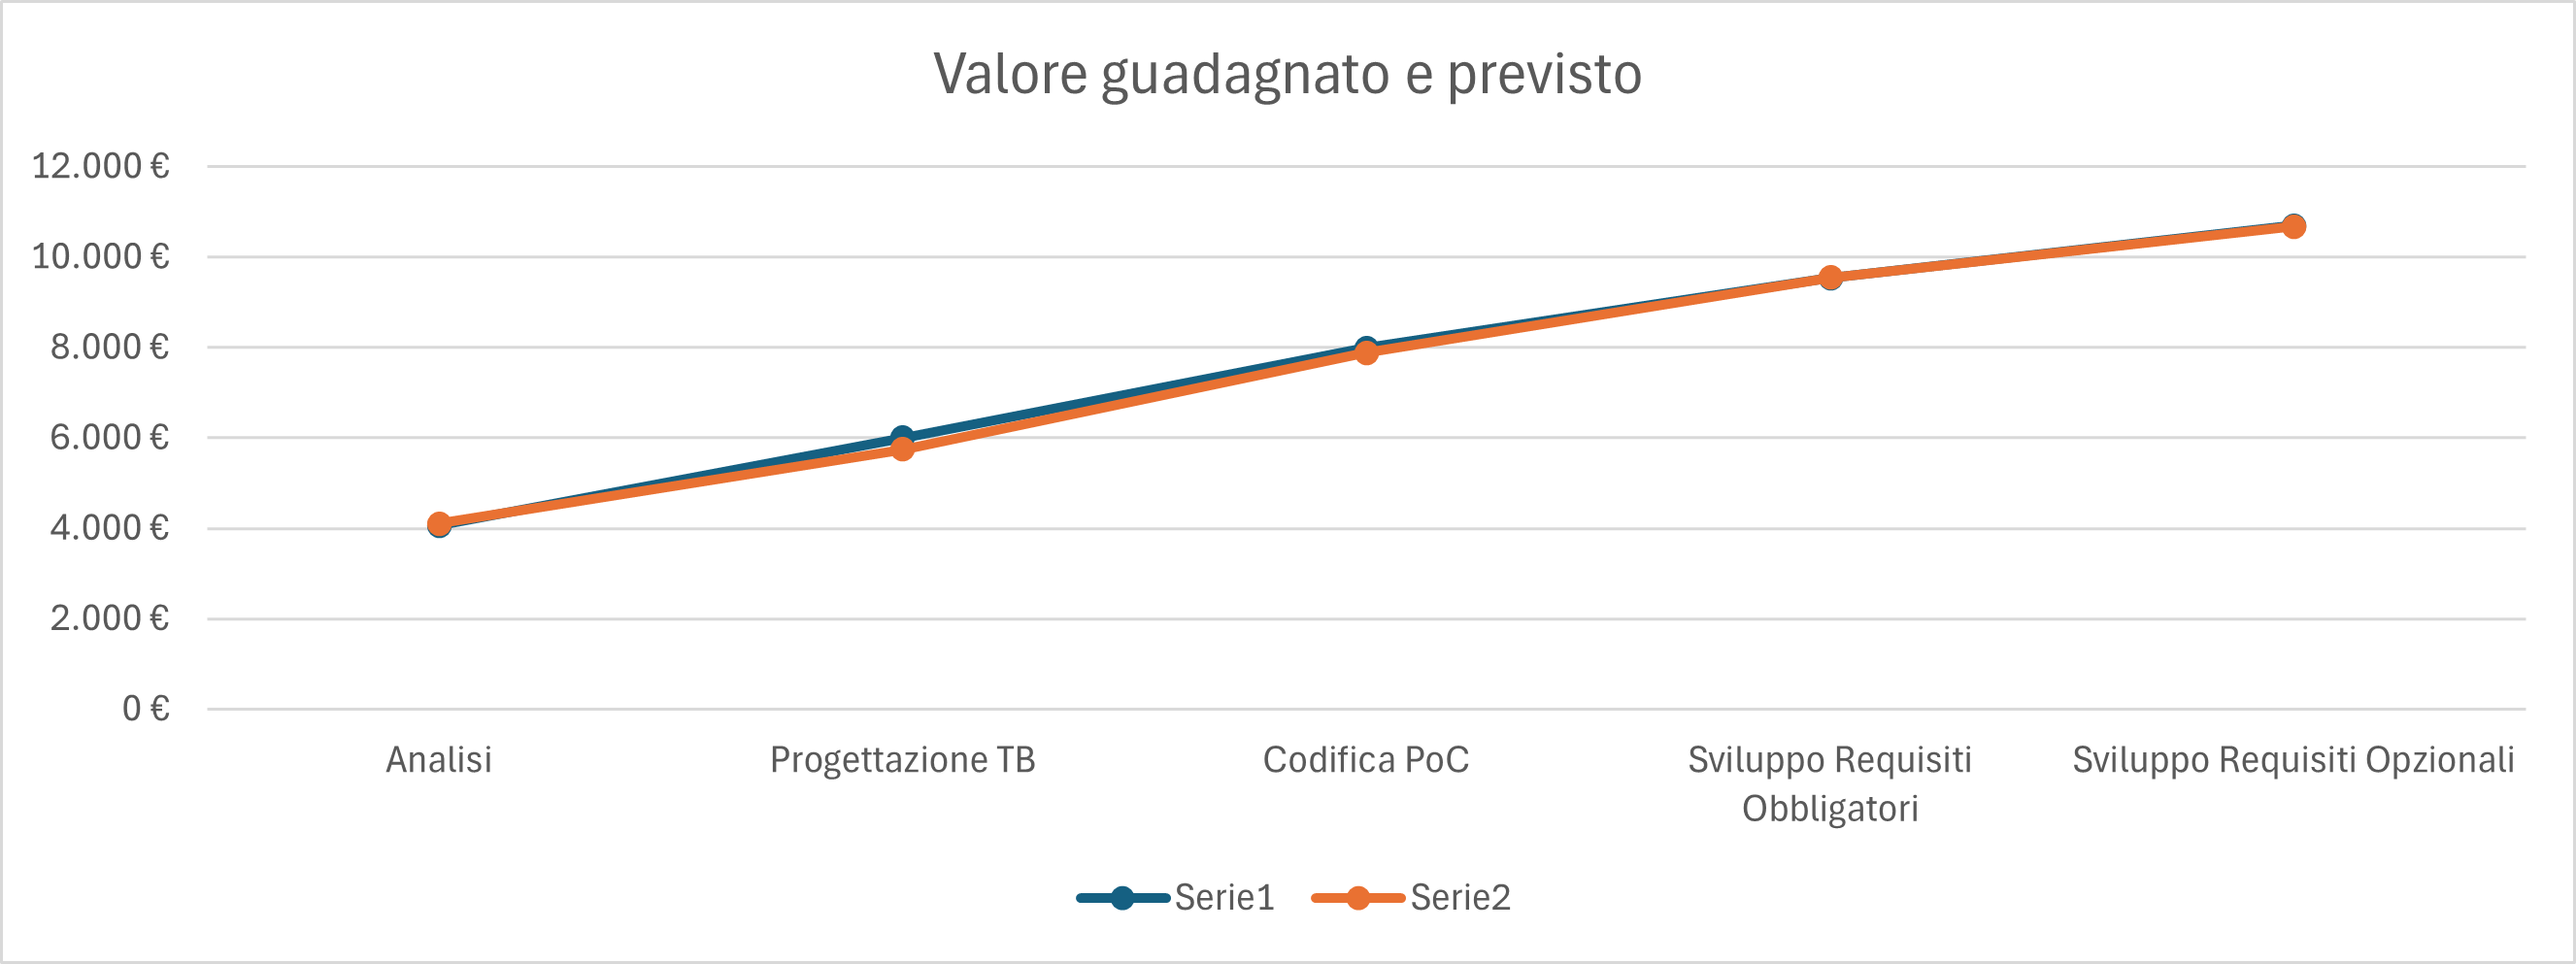 Valore guadagnato e previsto
12.000 €
10.000 €
8.000 €
6.000 €
4.000 €
2.000 €
0 €
Analisi
Progettazione TB
Codifica PoC
Sviluppo Requisiti
Obbligatori
Sviluppo Requisiti Opzionali
Serie1
Serie2